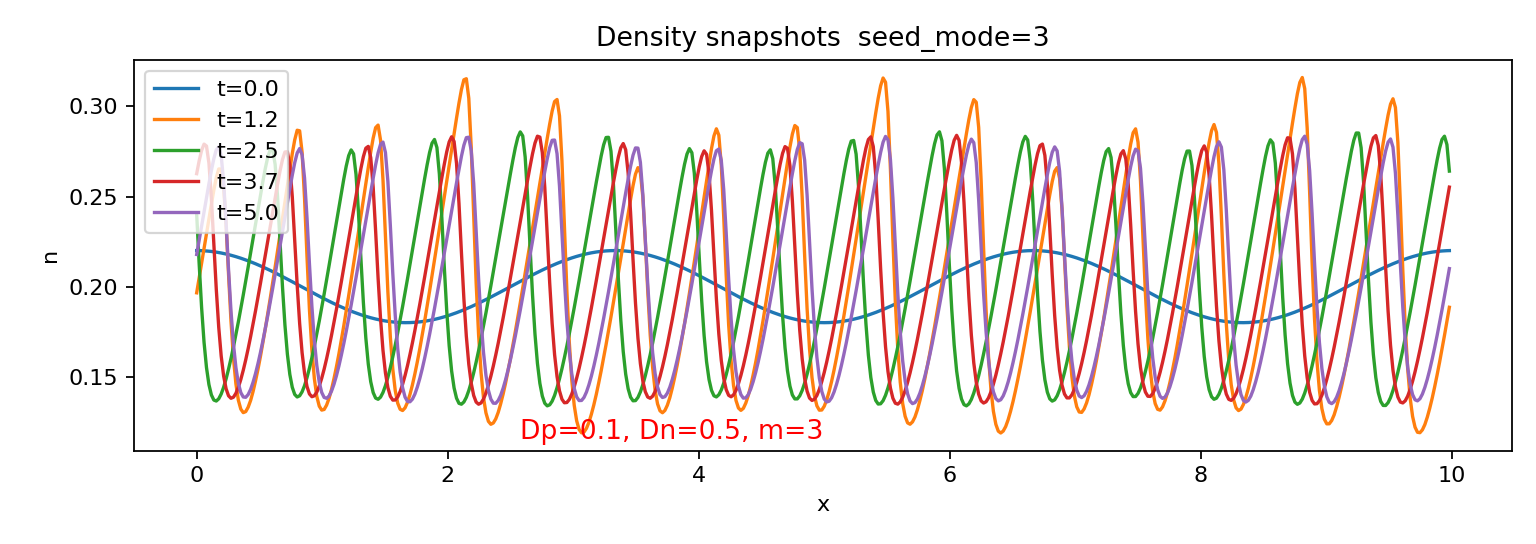 Density snapshots  seed_mode=3
t=0.0
t=1.2
t=2.5
t=3.7
t=5.0
0.30
0.25
0.20
0.15
n
Dp=0.1, Dn=0.5, m=3
0 2 4 6 8 10
x